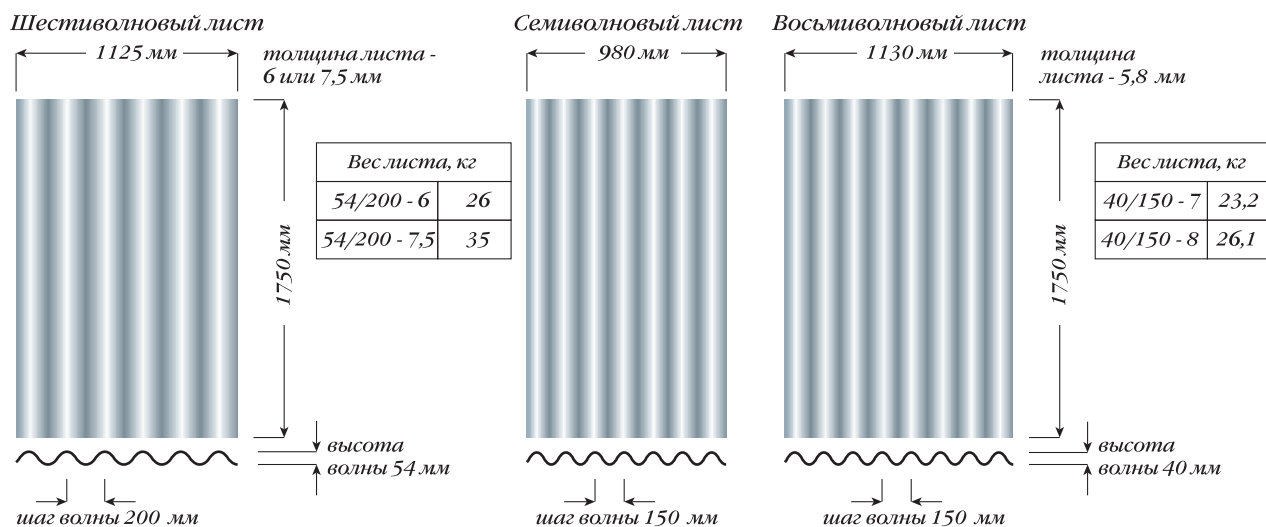 Шестиволновый лист
1125 мм
толщина листа -
6 или 7,5 мм
Вес листа, кг
54/200 - 6 26
54/200 - 7,5 35
1750 мм
высота
волны 54 мм
шаг волны 200 мм
Семиволновый лист
980 мм
шаг волны 150 мм
Восьмиволновый лист
1130 мм
толщина
листа - 5,8 мм
Вес листа, кг
40/150 - 7 23,2
40/150 - 8 26,1
1750 мм
высота
волны 40 мм
шаг волны 150 мм